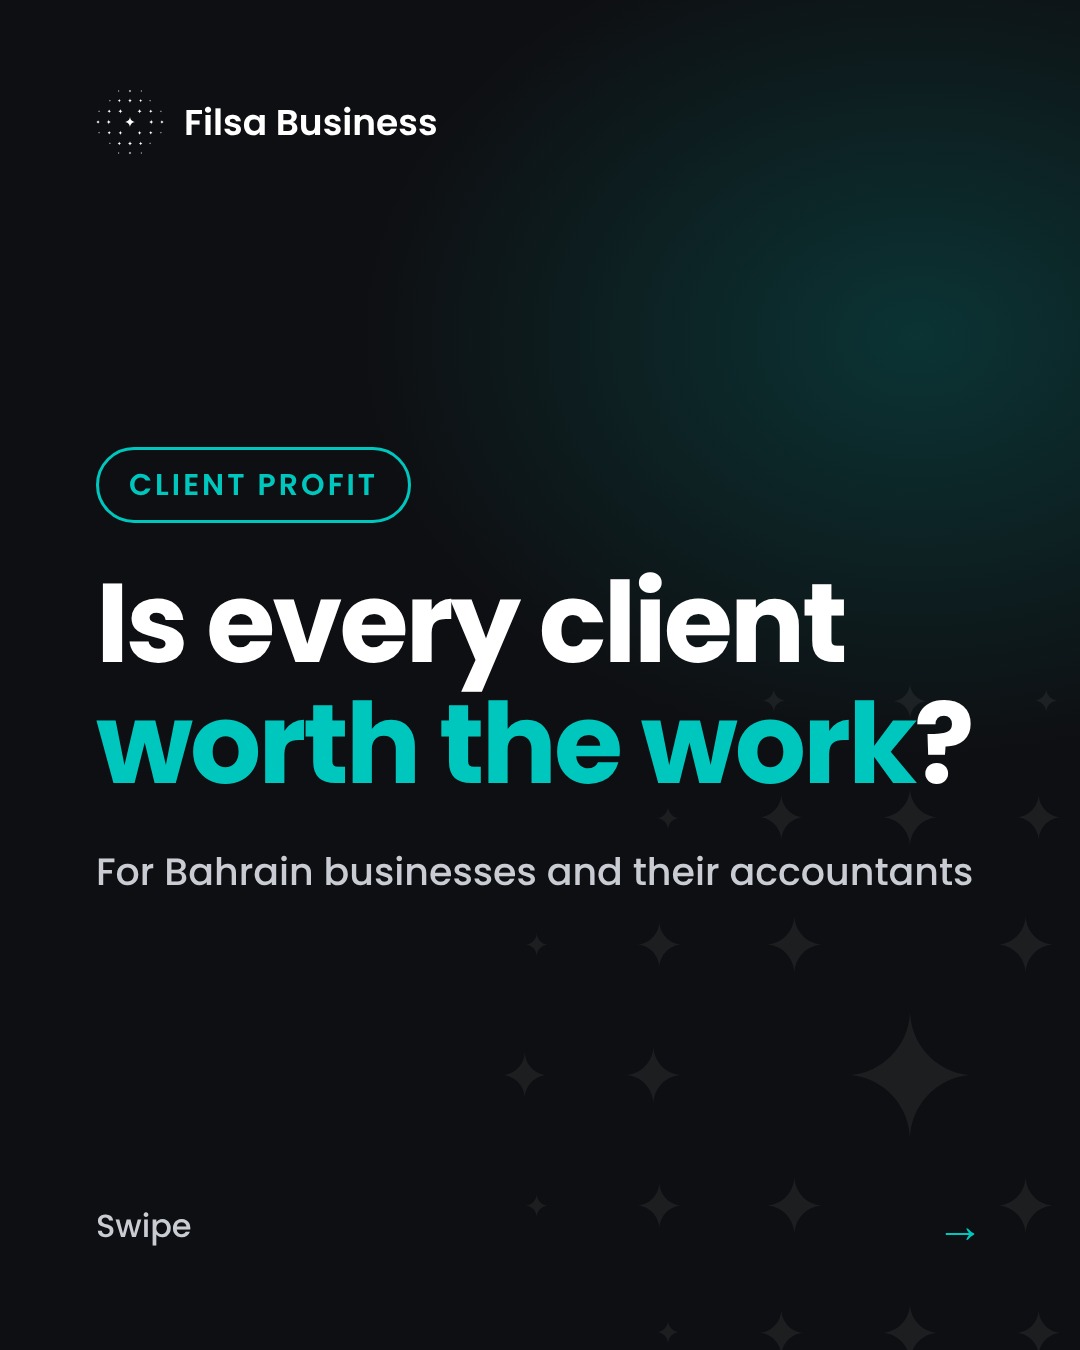 Filsa Business
CLIENT PROFIT
Is every client
worth the work?
For Bahrain businesses and their accountants
Swipe →